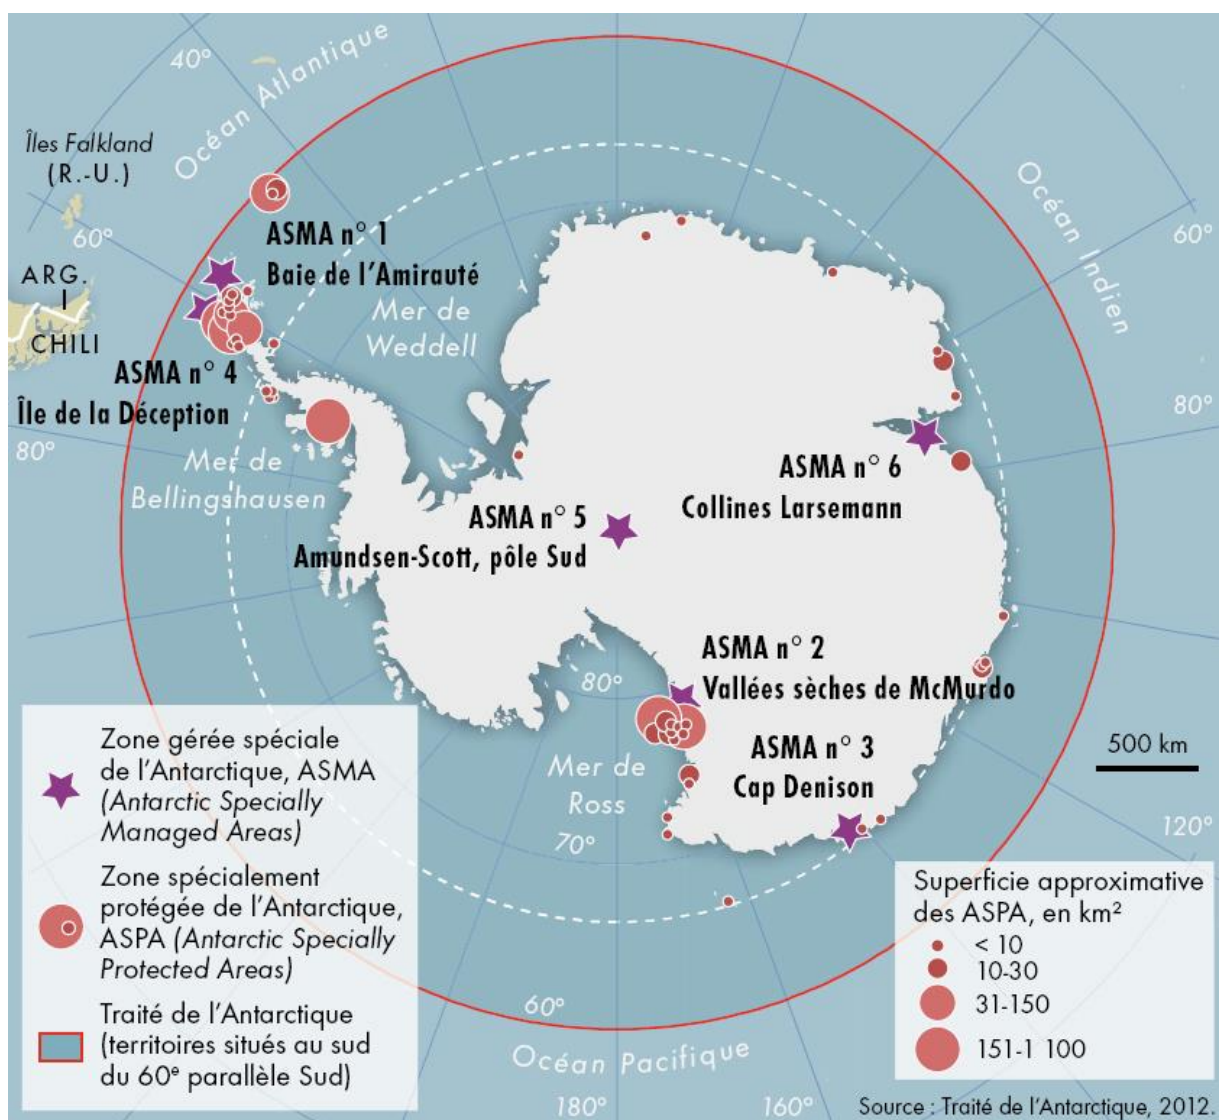 40°
Océan Atlantique
Îles Falkland
(R.-U.)
60°
ARG.
CHILI
80°
ASMA n° 1
Baie de l'Amirauté
Mer de
Weddell
ASMA n° 4
Île de la Déception
Mer de
Bellingshausen
Océan Indien
60°
80°
ASMA n° 6
Collines Larsemann
ASMA n° 5
Amundsen-Scott, pôle Sud
ASMA n° 2
Vallées sèches de McMurdo
80°
ASMA n° 3
Cap Denison
Mer de
Ross
70°
500 km
120°
60°
Océan Pacifique
180°
160°
Zone gérée spéciale
de l'Antarctique, ASMA
(Antarctic Specially
Managed Areas)
Zone spécialement
protégée de l'Antarctique,
ASPA (Antarctic Specially
Protected Areas)
Traité de l'Antarctique
(territoires situés au sud
du 60e parallèle Sud)
Superficie approximative
des ASPA, en km²
< 10
10-30
31-150
151-1 100
Source : Traité de l'Antarctique, 2012.